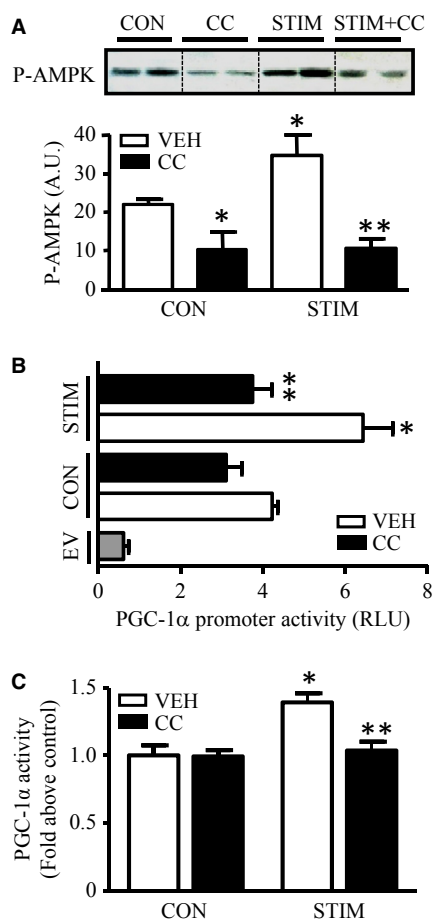 A
CON CC STIM STIM+CC
P-AMPK
VEH
CC
P-AMPK (A.U.)
40
30
20
10
0
*
*
**
CON STIM
B
STIM
CON
EV
**
*
VEH
CC
0 2 4 6 8
PGC-1α promoter activity (RLU)
C
VEH
CC
PGC-1α activity
(Fold above control)
1.5
1.0
0.5
0
*
**
CON STIM